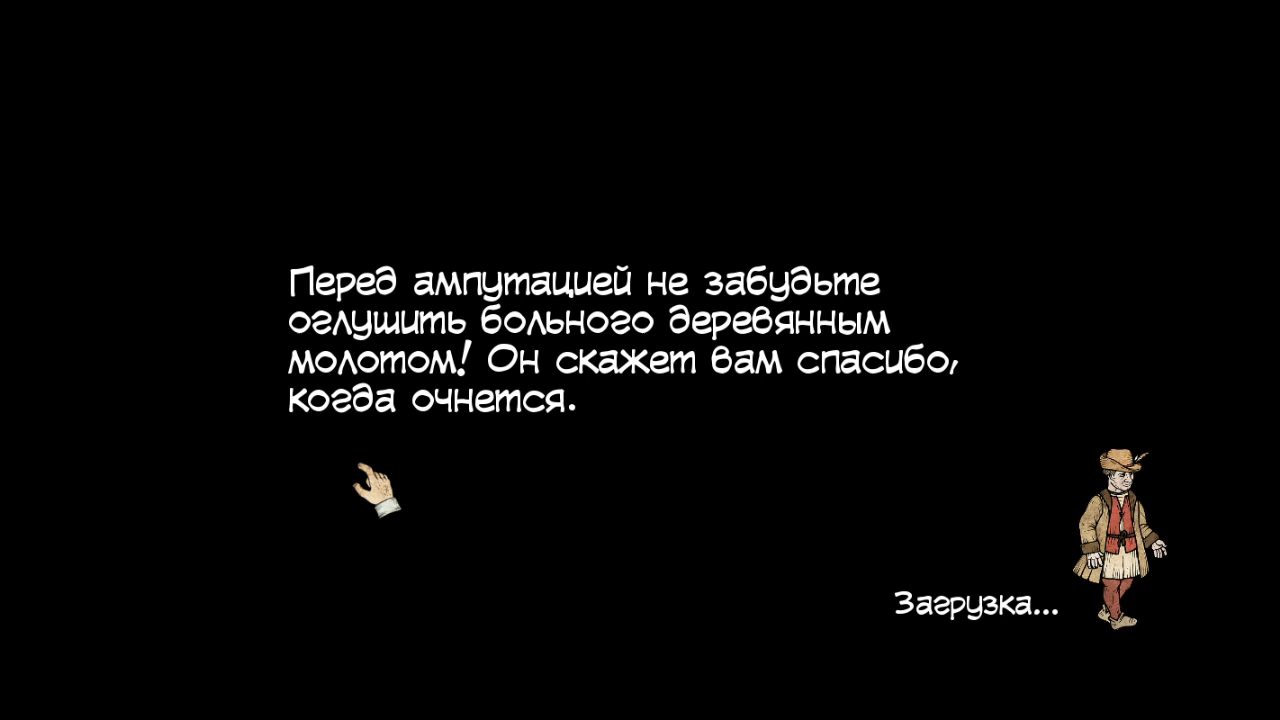 Перед ампутацией не забудьте
оглушить больного деревянным
молотом! Он скажет вам спасибо,
когда очнется.
Загрузка...